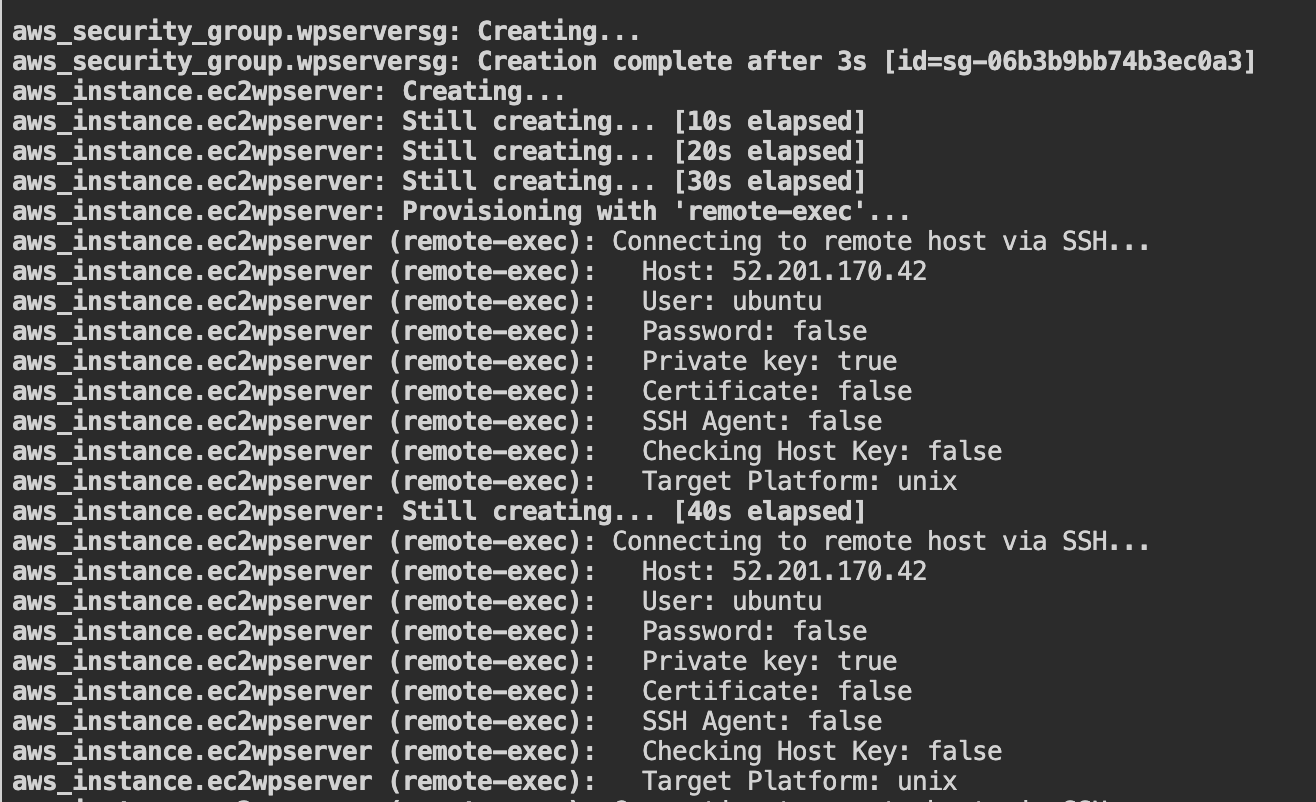 aws_security_group.wpserversg: Creating...
aws_security_group.wpserversg: Creation complete after 3s [id=sg-06b3b9bb74b3ec0a3]
aws_instance.ec2wpserver: Creating...
aws_instance.ec2wpserver: Still creating... [10s elapsed]
aws_instance.ec2wpserver: Still creating... [20s elapsed]
aws_instance.ec2wpserver: Still creating... [30s elapsed]
aws_instance.ec2wpserver: Provisioning with 'remote-exec'...
aws_instance.ec2wpserver (remote-exec): Connecting to remote host via SSH...
aws_instance.ec2wpserver (remote-exec):   Host: 52.201.170.42
aws_instance.ec2wpserver (remote-exec):   User: ubuntu
aws_instance.ec2wpserver (remote-exec):   Password: false
aws_instance.ec2wpserver (remote-exec):   Private key: true
aws_instance.ec2wpserver (remote-exec):   Certificate: false
aws_instance.ec2wpserver (remote-exec):   SSH Agent: false
aws_instance.ec2wpserver (remote-exec):   Checking Host Key: false
aws_instance.ec2wpserver (remote-exec):   Target Platform: unix
aws_instance.ec2wpserver: Still creating... [40s elapsed]
aws_instance.ec2wpserver (remote-exec): Connecting to remote host via SSH...
aws_instance.ec2wpserver (remote-exec):   Host: 52.201.170.42
aws_instance.ec2wpserver (remote-exec):   User: ubuntu
aws_instance.ec2wpserver (remote-exec):   Password: false
aws_instance.ec2wpserver (remote-exec):   Private key: true
aws_instance.ec2wpserver (remote-exec):   Certificate: false
aws_instance.ec2wpserver (remote-exec):   SSH Agent: false
aws_instance.ec2wpserver (remote-exec):   Checking Host Key: false
aws_instance.ec2wpserver (remote-exec):   Target Platform: unix